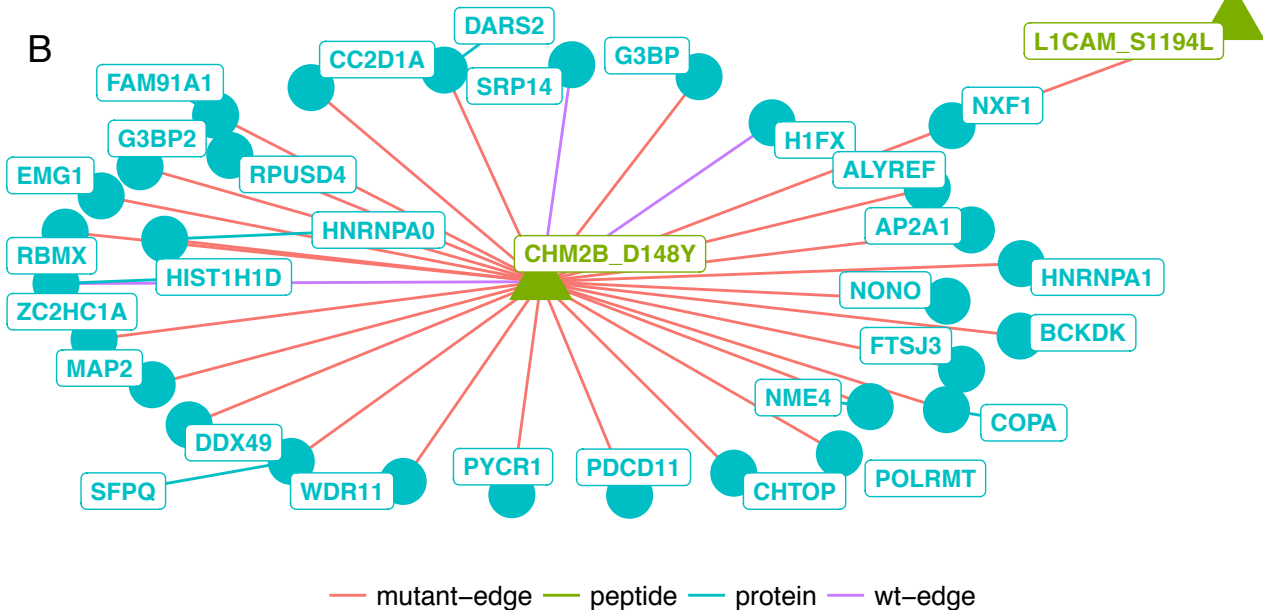 B
DARS2
L1CAM_S1194L
CC2D1A
G3BP
FAM91A1
SRP14
NXF1
G3BP2
H1FX
EMG1
RPUSD4
ALYREF
HNRNPA0
AP2A1
RBMX
CHM2B_D148Y
HIST1H1D
HNRNPA1
NONO
ZC2HC1A
BCKDK
FTSJ3
MAP2
NME4
COPA
DDX49
PYCR1
PDCD11
SFPQ
WDR11
CHTOP
POLRMT
mutant-edge peptide protein wt-edge